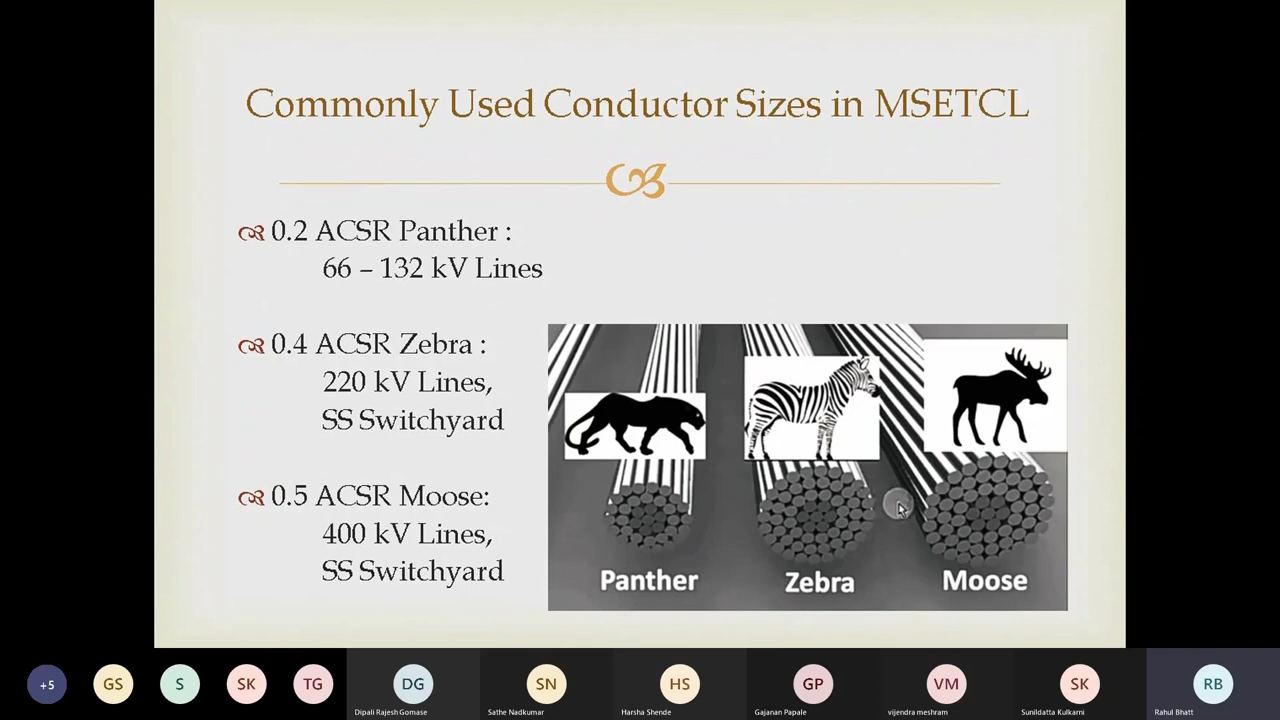 Commonly Used Conductor Sizes in MSETCL
0.2 ACSR Panther :
66 – 132 kV Lines
0.4 ACSR Zebra :
220 kV Lines,
SS Switchyard
0.5 ACSR Moose:
400 kV Lines,
SS Switchyard
Panther
Zebra
Moose
+5
GS
S
SK
TG
DG
SN
HS
GP
VM
SK
RB
Dipali Rajesh Gomase
Sathe Nadkumar
Harsha Shende
Gajanan Papale
vijendra meshram
Sunildatta Kulkarni
Rahul Bhatt